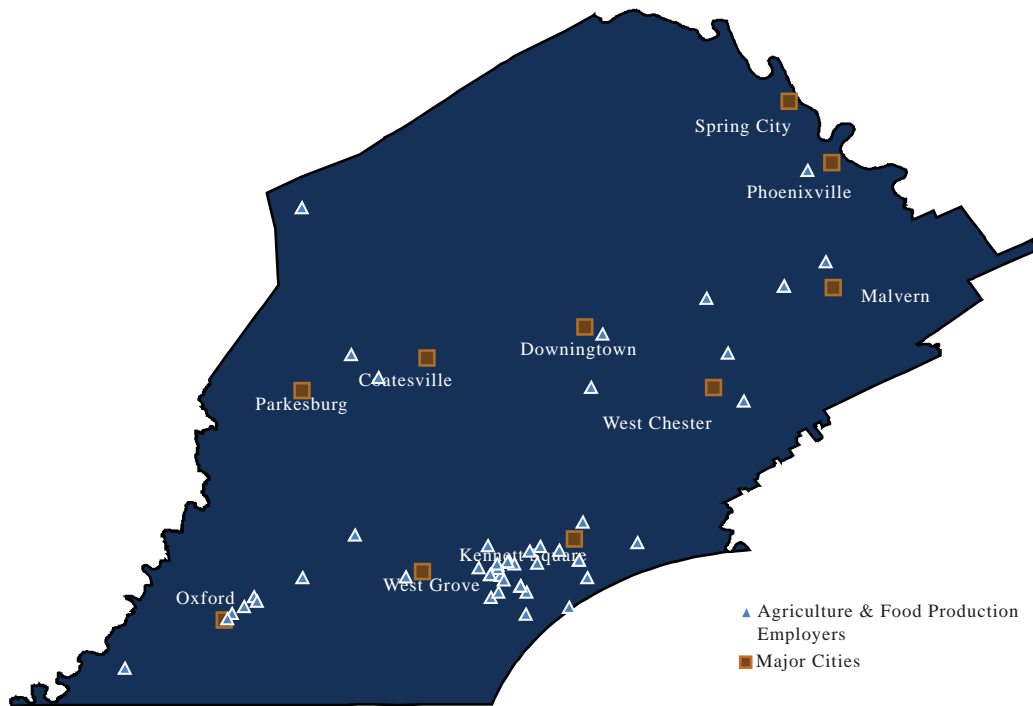 Spring City
Phoenixville
Malvern
Downingtown
Coatesville
Parkesburg
West Chester
Kennett Square
West Grove
Oxford
Agriculture & Food Production
Employers
Major Cities